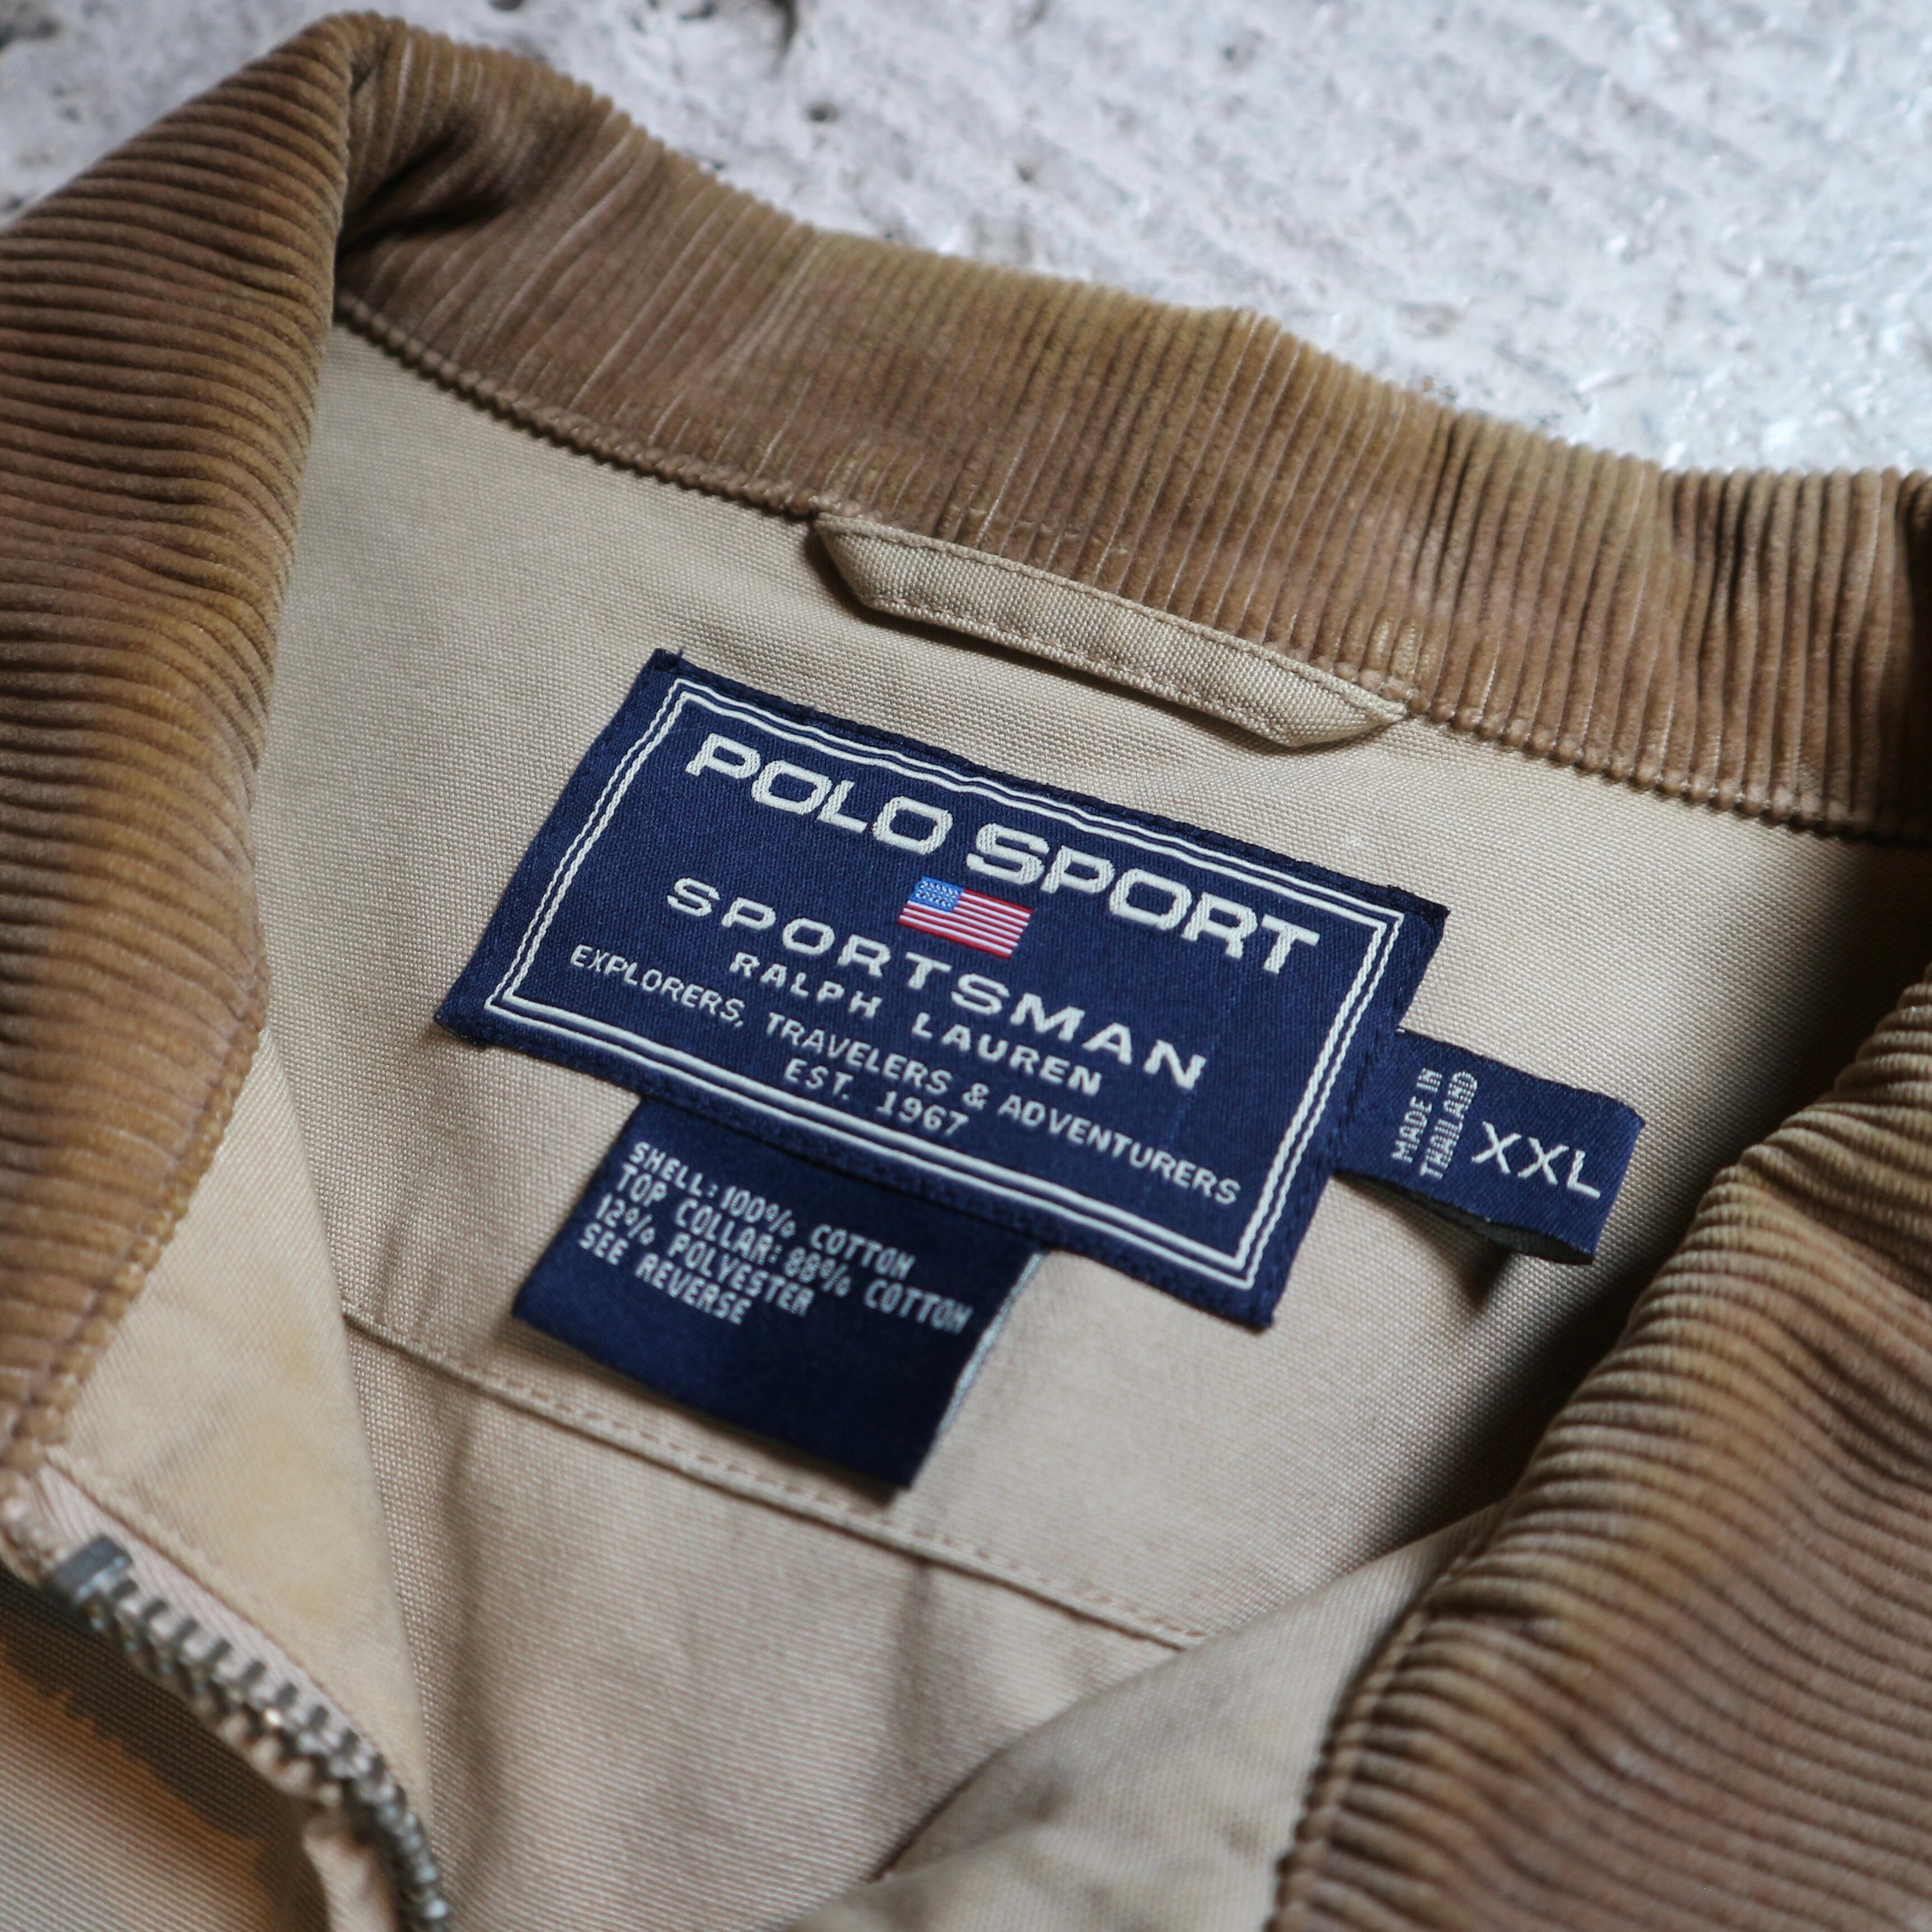 POLO SPORT
SPORTSMAN
RALPH LAUREN
EXPLORERS, TRAVELERS & ADVENTURERS
EST. 1967
MADE IN
THAILAND
XXL
SHELL: 100% COTTON
TOP COLLAR: 88% COTTON
12% POLYESTER
SEE REVERSE